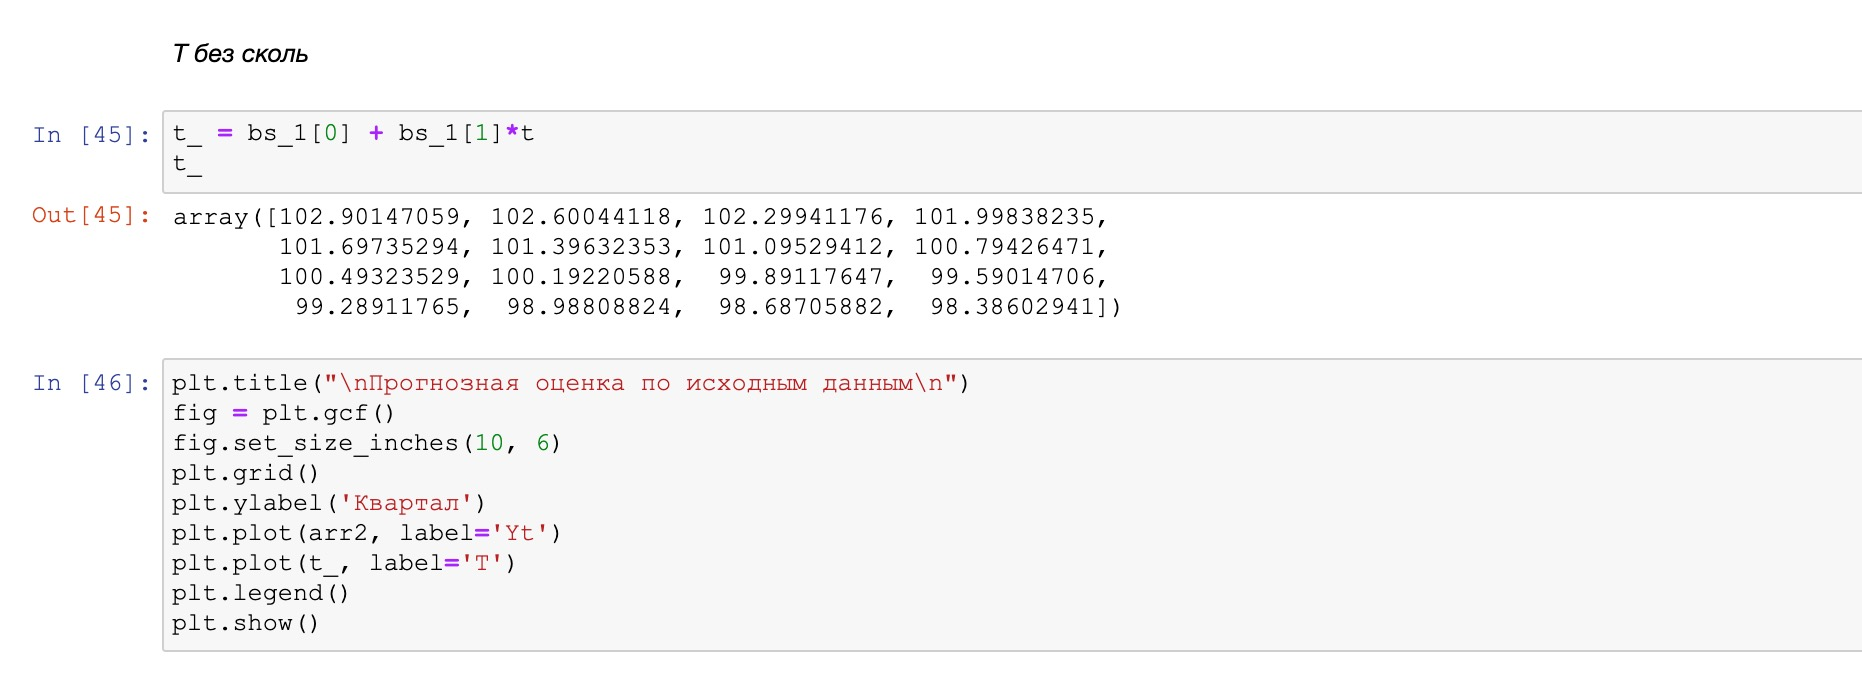 T без сколь
In [45]: t_ = bs_1[0] + bs_1[1]*t
t_
Out[45]: array([102.90147059, 102.60044118, 102.29941176, 101.99838235,
101.69735294, 101.39632353, 101.09529412, 100.79426471,
100.49323529, 100.19220588,  99.89117647,  99.59014706,
99.28911765,  98.98808824,  98.68705882,  98.38602941])
In [46]: plt.title("\nПрогнозная оценка по исходным данным\n")
fig = plt.gcf()
fig.set_size_inches(10, 6)
plt.grid()
plt.ylabel('Квартал')
plt.plot(arr2, label='Yt')
plt.plot(t_, label='T')
plt.legend()
plt.show()